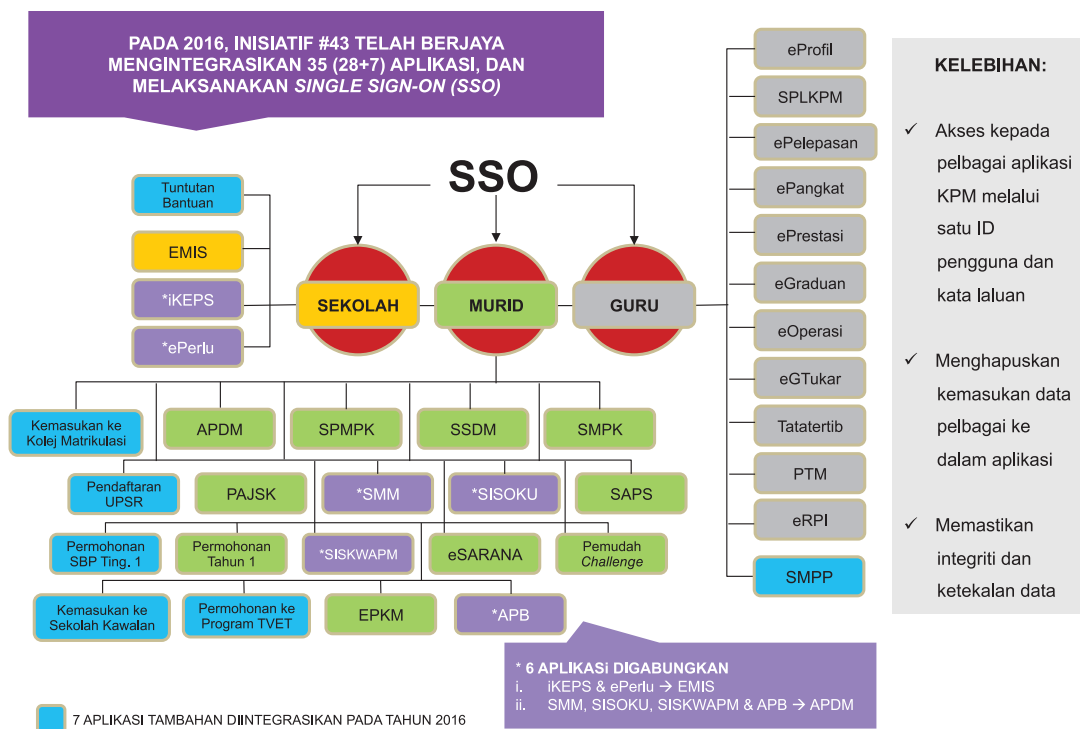 PADA 2016, INISIATIF #43 TELAH BERJAYA
MENGINTEGRASIKAN 35 (28+7) APLIKASI, DAN
MELAKSANAKAN SINGLE SIGN-ON (SSO)
SSO
Tuntutan
Bantuan
EMIS
*iKEPS
*ePerlu
SEKOLAH
MURID
GURU
Kemasukan ke
Kolej Matrikulasi
APDM
SPMPK
SSDM
SMPK
Pendaftaran
UPSR
PAJSK
*SMM
*SISOKU
SAPS
Permohonan
SBP Ting. 1
Permohonan
Tahun 1
*SISKWAPM
eSARANA
Pemudah
Challenge
Kemasukan ke
Sekolah Kawalan
Permohonan ke
Program TVET
EPKM
*APB
eProfil
SPLKPM
ePelepasan
ePangkat
ePrestasi
eGraduan
eOperasi
eGTukar
Tatatertib
PTM
eRPI
SMPP
KELEBIHAN:
✓ Akses kepada
pelbagai aplikasi
KPM melalui
satu ID
pengguna dan
kata laluan
✓ Menghapuskan
kemasukan data
pelbagai ke
dalam aplikasi
✓ Memastikan
integriti dan
ketekalan data
* 6 APLIKASi DIGABUNGKAN
i. iKEPS & ePerlu → EMIS
ii. SMM, SISOKU, SISKWAPM & APB → APDM
7 APLIKASI TAMBAHAN DIINTEGRASIKAN PADA TAHUN 2016